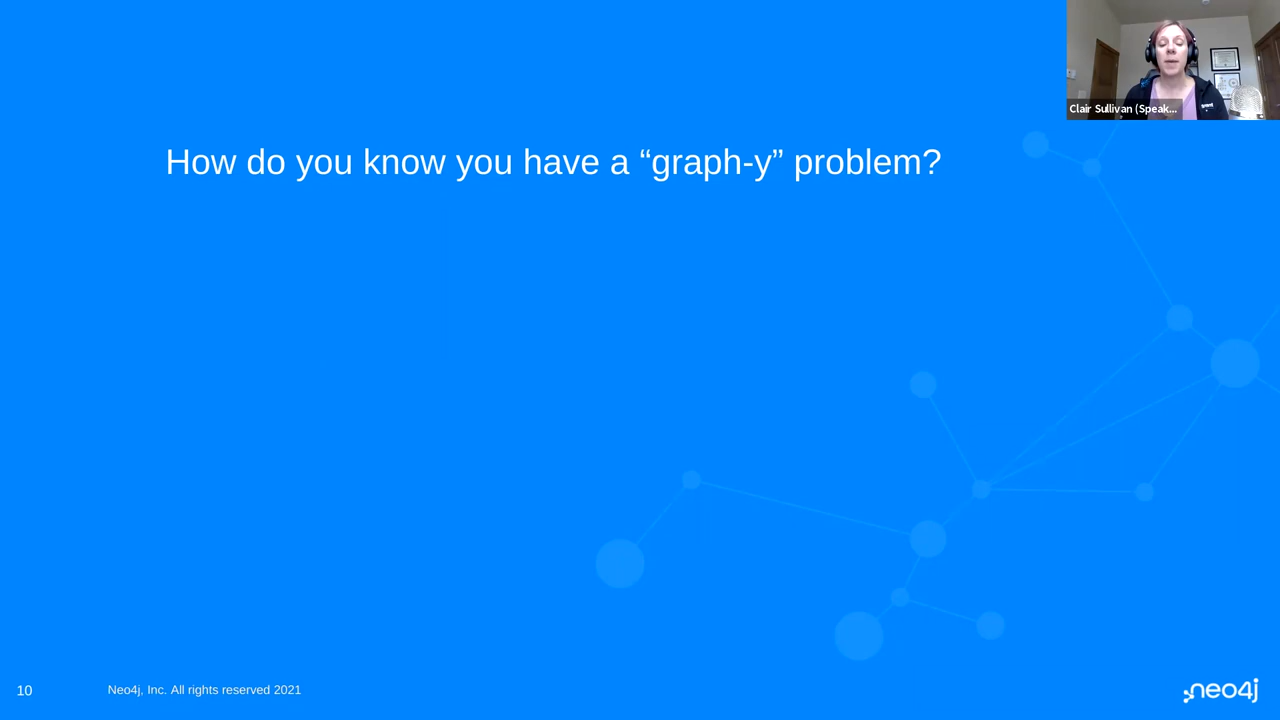 Clair Sullivan (Speak...
How do you know you have a “graph-y” problem?
10
Neo4j, Inc. All rights reserved 2021
neo4j